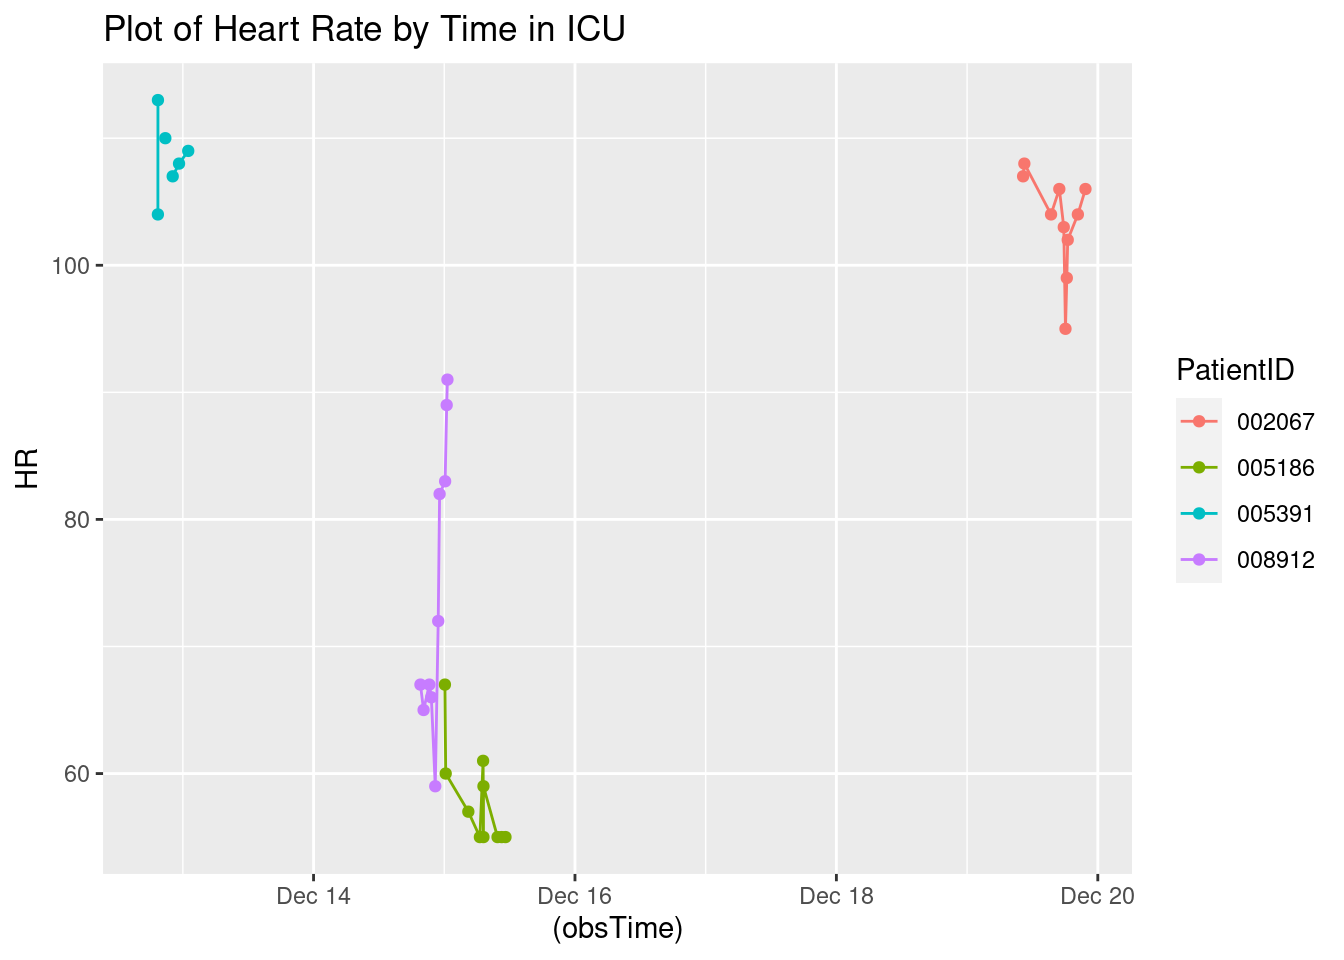 Plot of Heart Rate by Time in ICU
HR
100
80
60
Dec 14
Dec 16
Dec 18
Dec 20
(obsTime)
PatientID
002067
005186
005391
008912